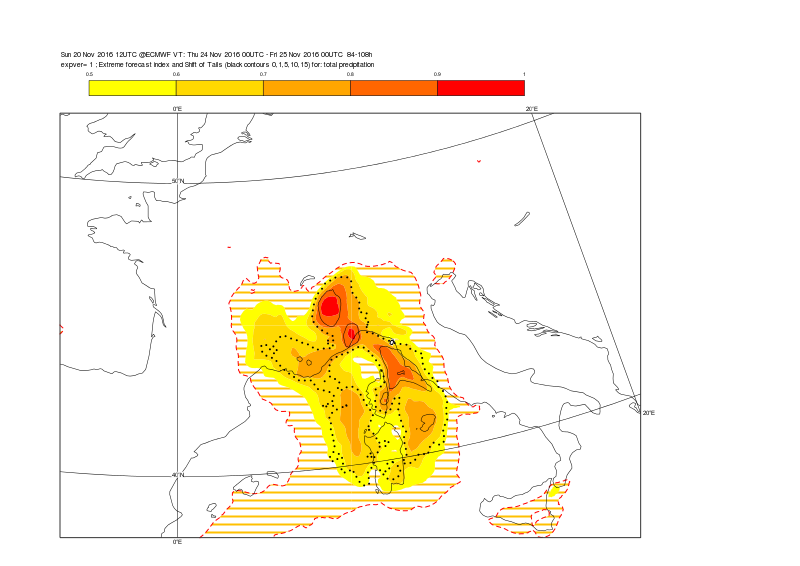 Sun 20 Nov 2016 12UTC @ECMWF VT: Thu 24 Nov 2016 00UTC - Fri 25 Nov 2016 00UTC 84-108h
expver= 1 ; Extreme forecast index and Shift of Tails (black contours 0,1,5,10,15) for: total precipitation
0.5 0.6 0.7 0.8 0.9 1
0°E 20°E
50°N
20°E
40°N
0°E